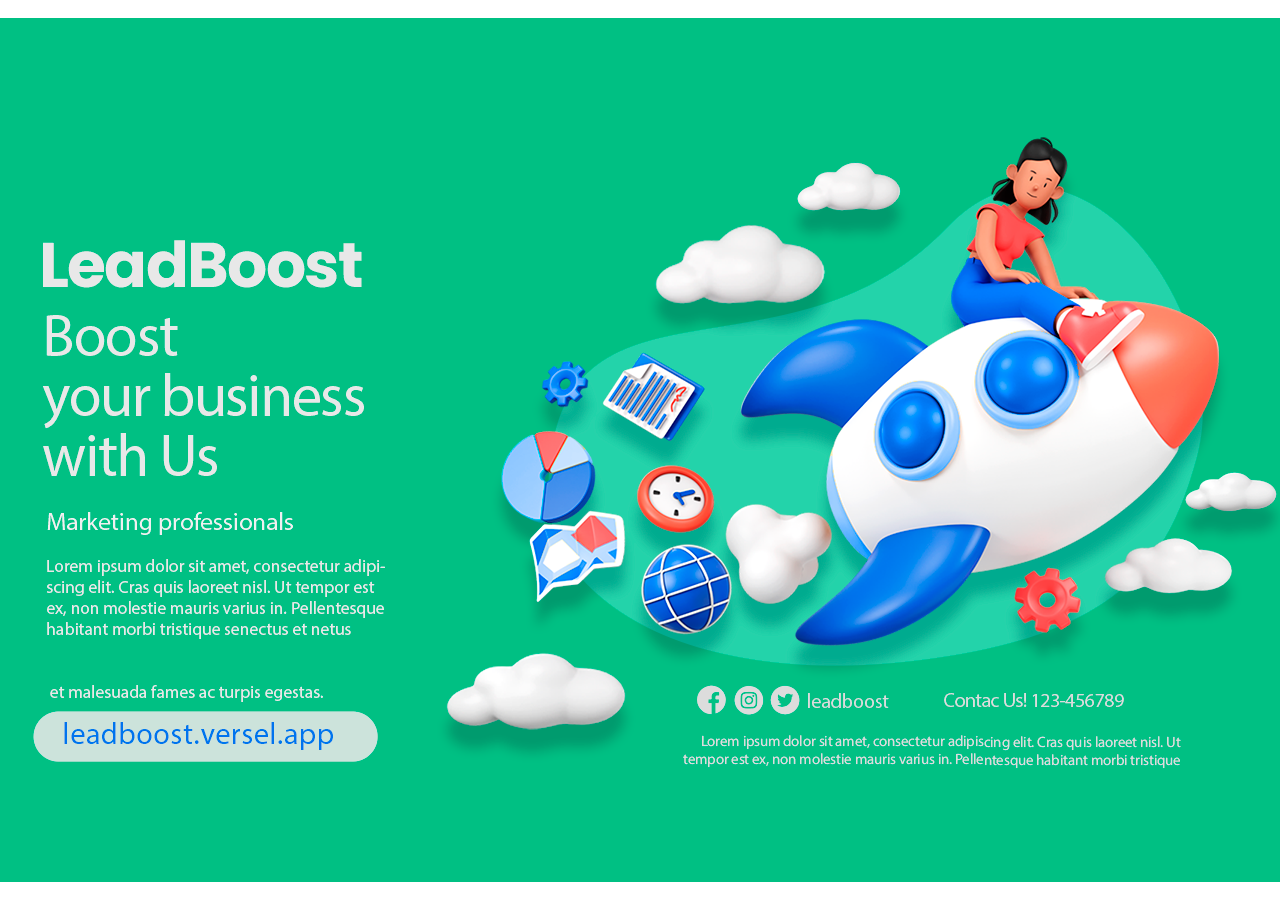 LeadBoost
Boost
your business
with Us
Marketing professionals
Lorem ipsum dolor sit amet, consectetur adipi-
scing elit. Cras quis laoreet nisl. Ut tempor est
ex, non molestie mauris varius in. Pellentesque
habitant morbi tristique senectus et netus
et malesuada fames ac turpis egestas.
leadboost.versel.app
leadboost
Contac Us! 123-456789
Lorem ipsum dolor sit amet, consectetur adipiscing elit. Cras quis laoreet nisl. Ut
tempor est ex, non molestie mauris varius in. Pellentesque habitant morbi tristique